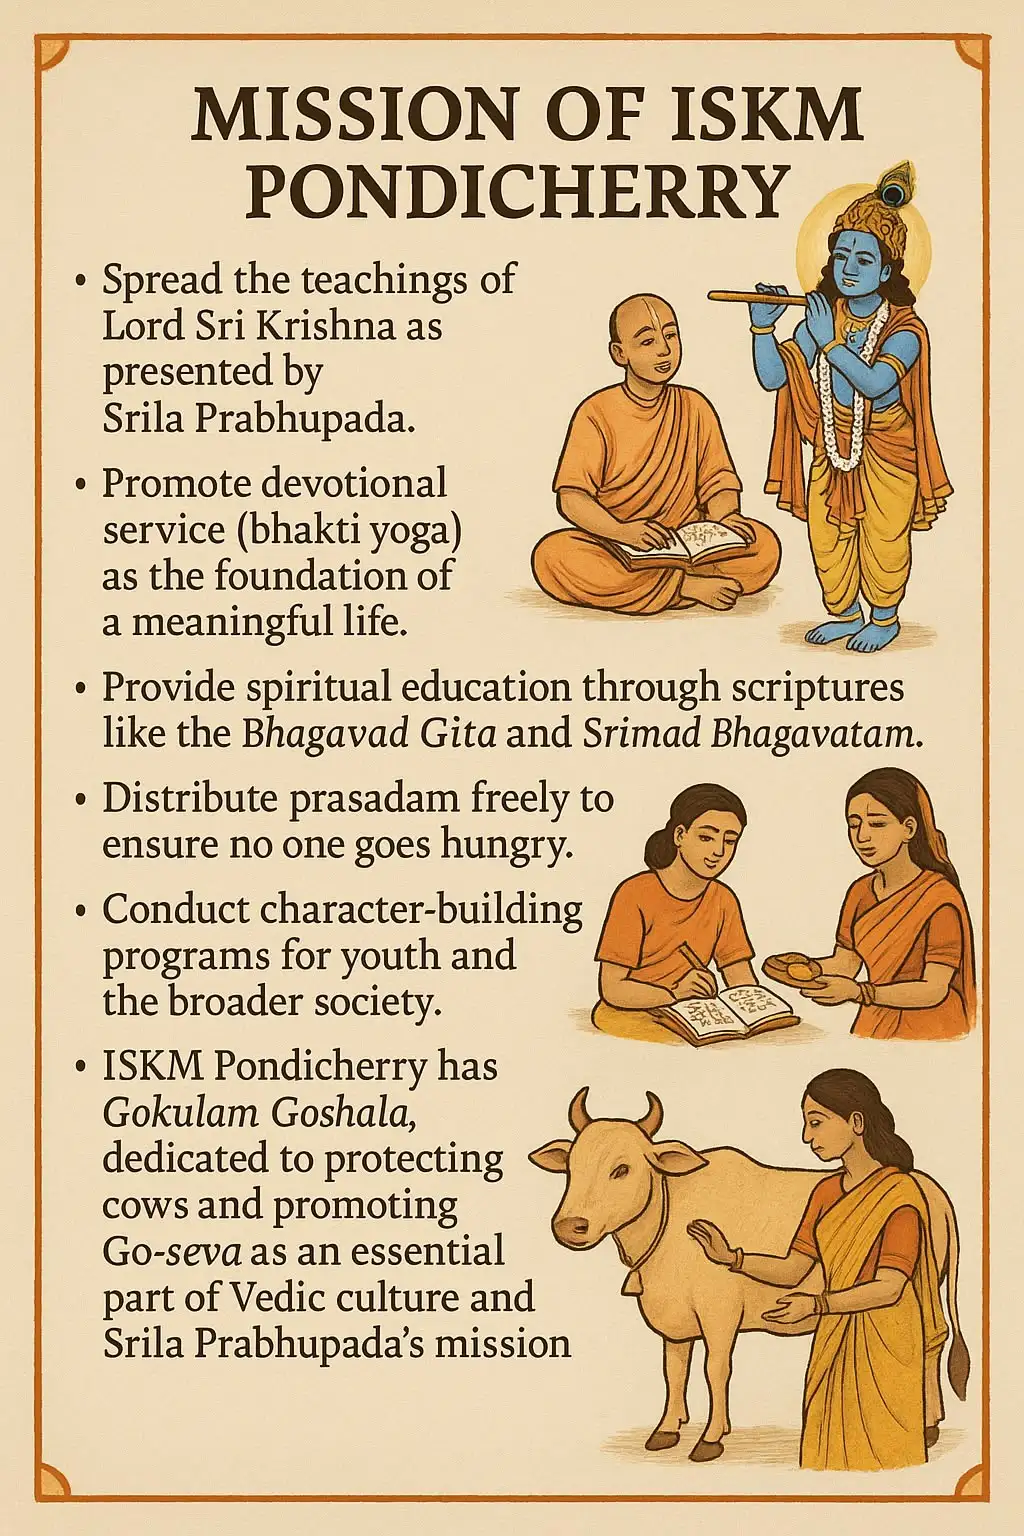 MISSION OF ISKM
PONDICHERRY
• Spread the teachings of
Lord Sri Krishna as
presented by
Srila Prabhupada.
• Promote devotional
service (bhakti yoga)
as the foundation of
a meaningful life.
• Provide spiritual education through scriptures
like the Bhagavad Gita and Srimad Bhagavatam.
• Distribute prasadam freely to
ensure no one goes hungry.
• Conduct character-building
programs for youth and
the broader society.
• ISKM Pondicherry has
Gokulam Goshala,
dedicated to protecting
cows and promoting
Go-seva as an essential
part of Vedic culture and
Srila Prabhupada's mission